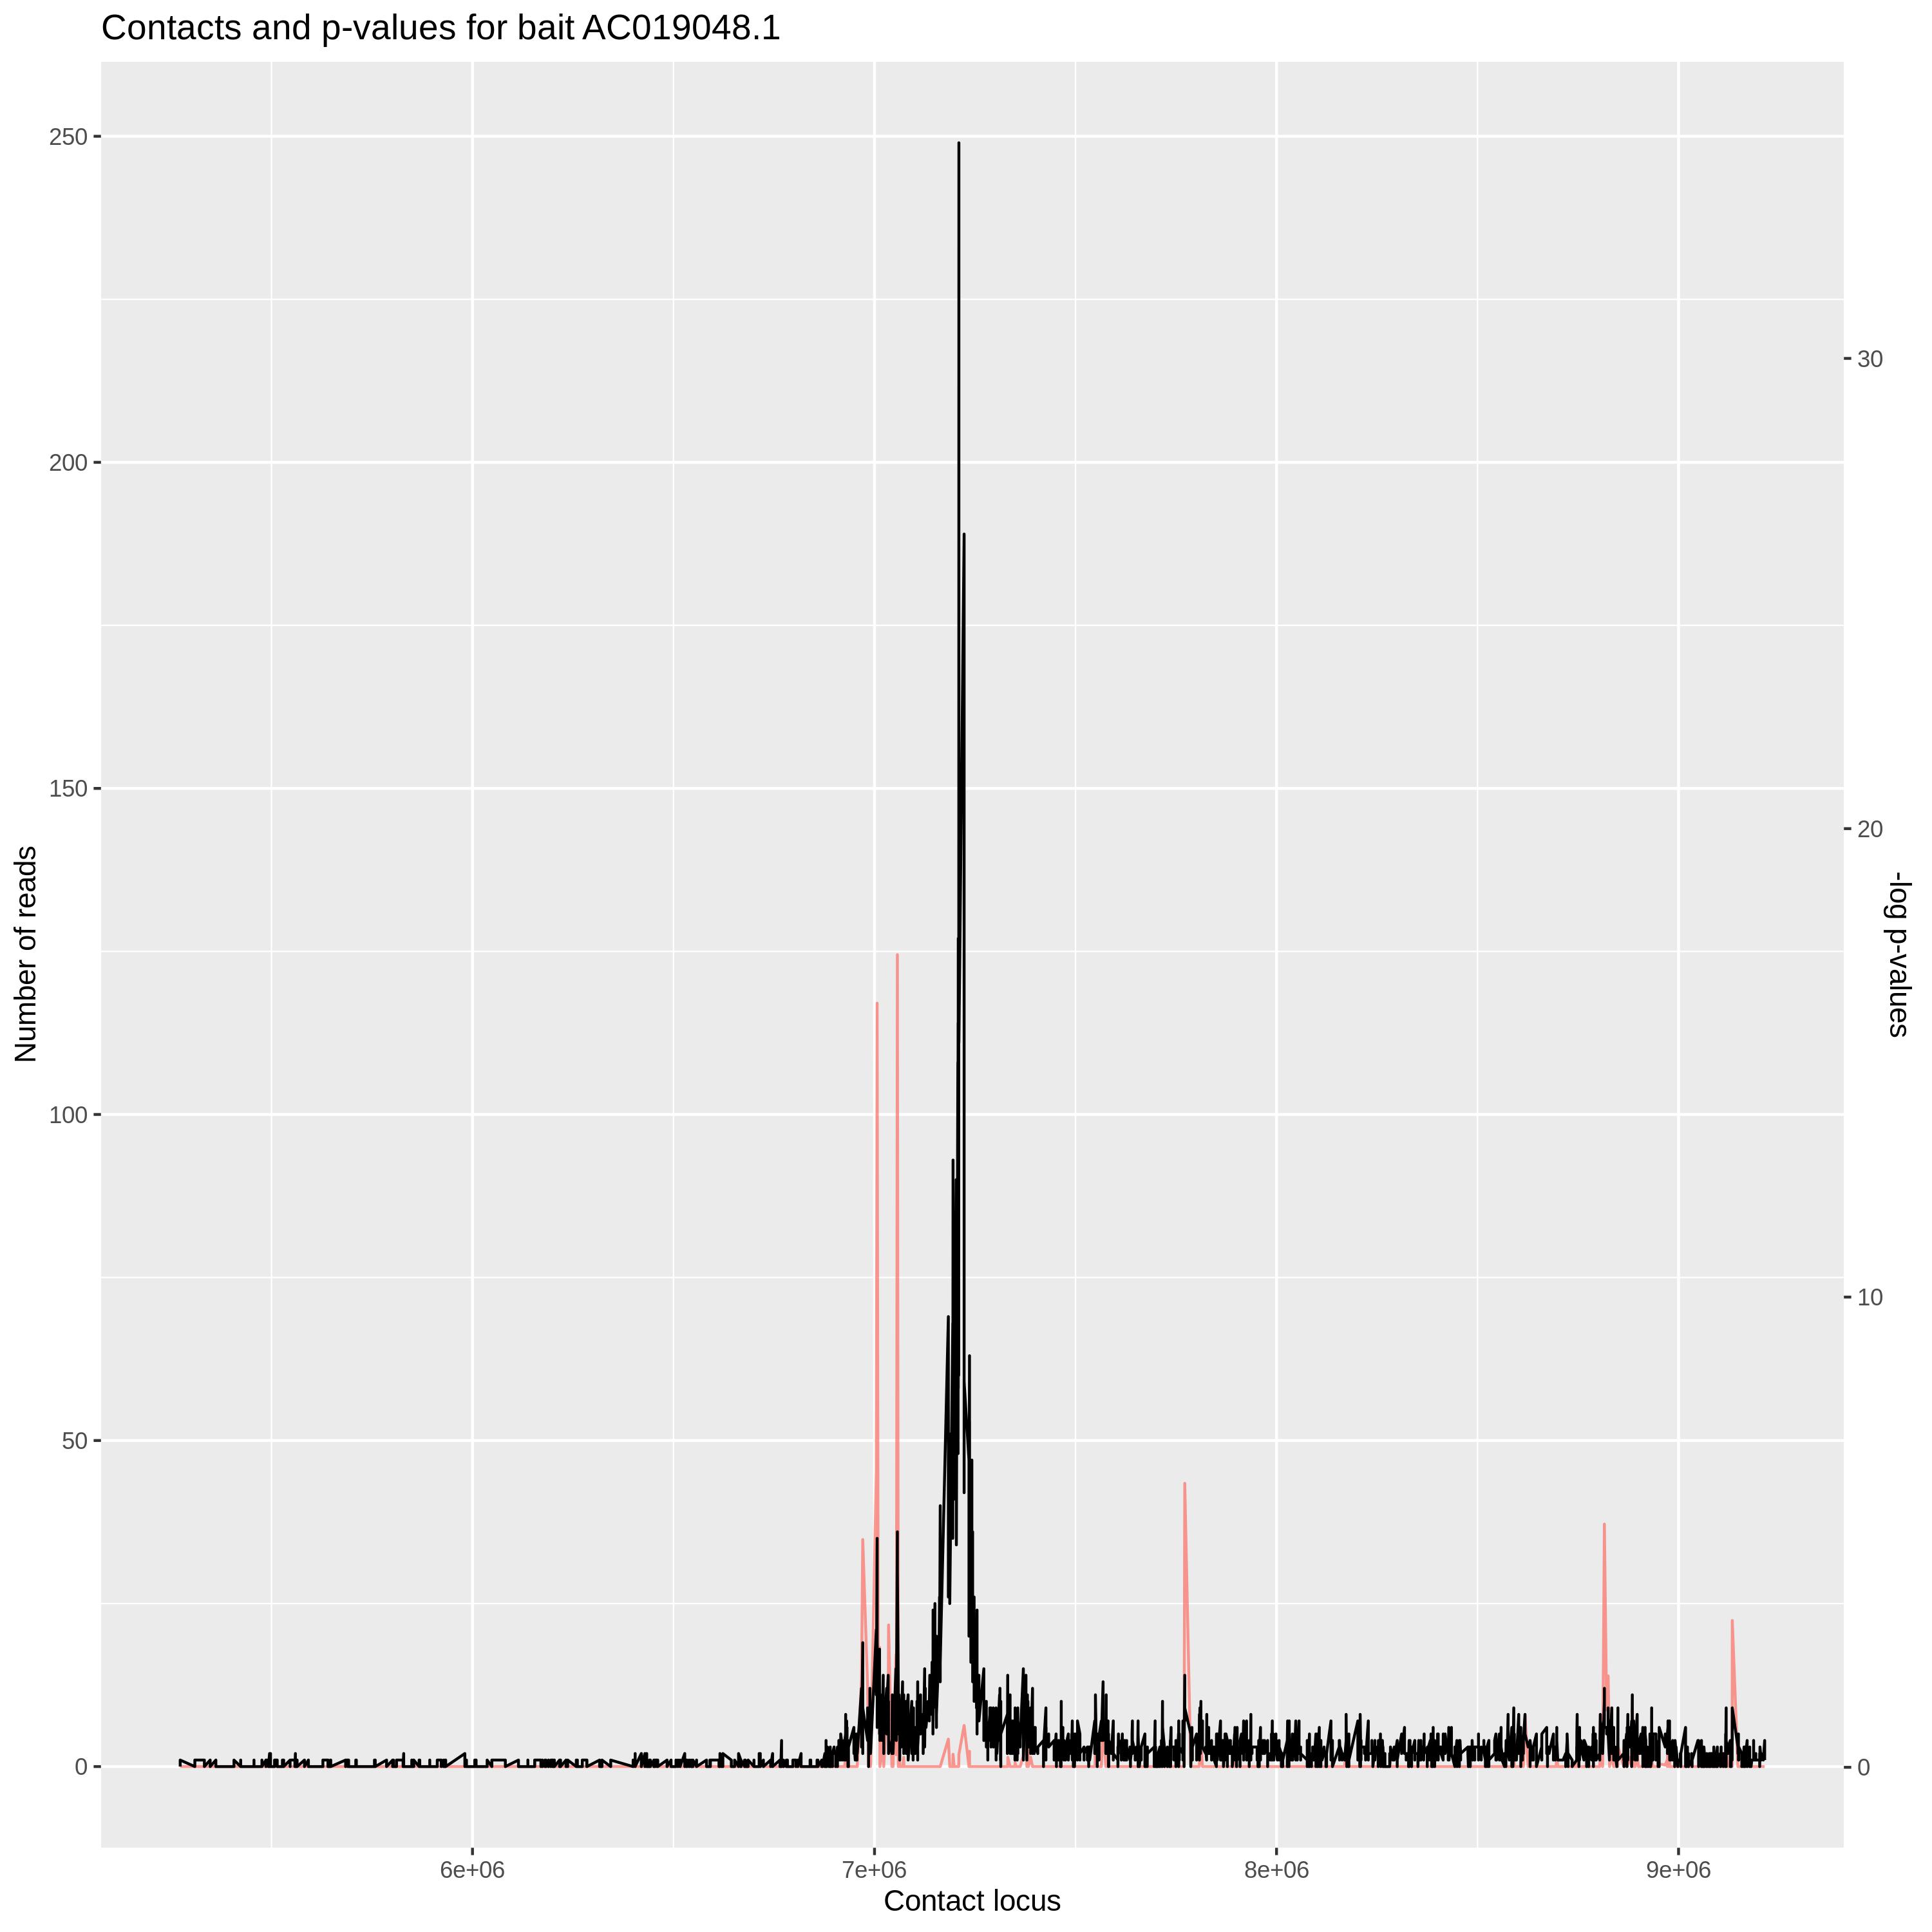 Contacts and p-values for bait AC019048.1
250
200
150
100
50
0
Number of reads
30
20
10
0
-log p-values
6e+06
7e+06
8e+06
9e+06
Contact locus